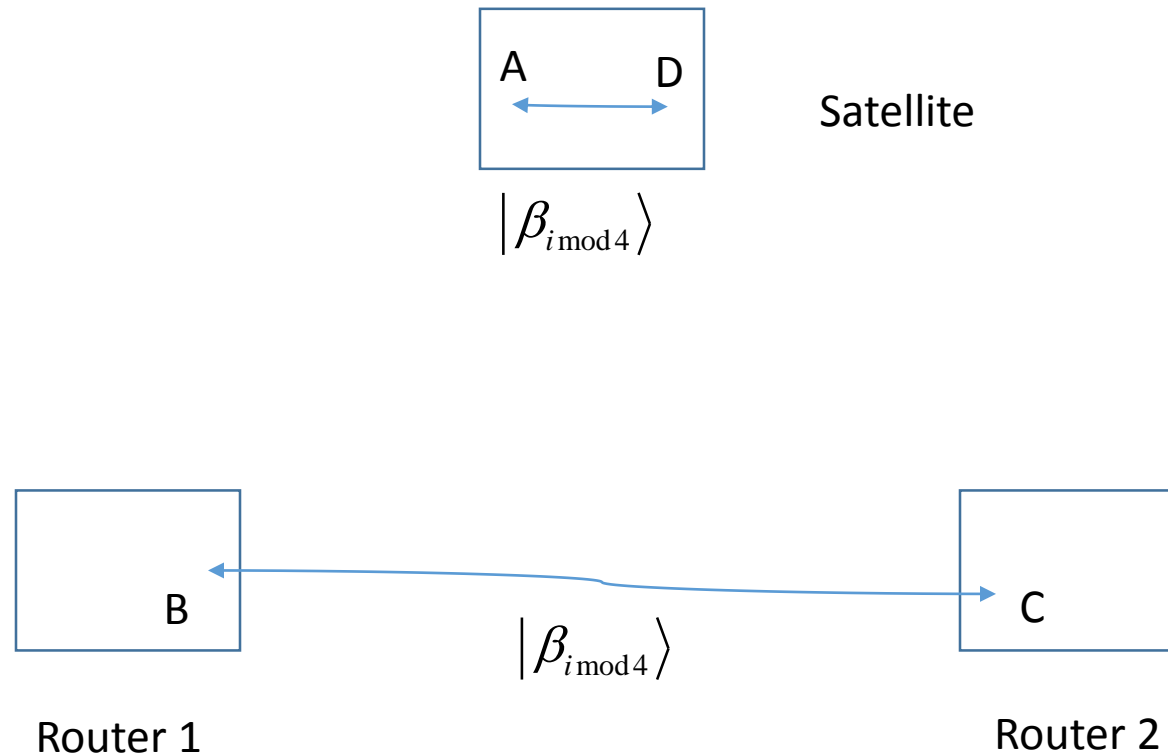 A D
Satellite
|β_{i mod 4}⟩
B C
|β_{i mod 4}⟩
Router 1 Router 2